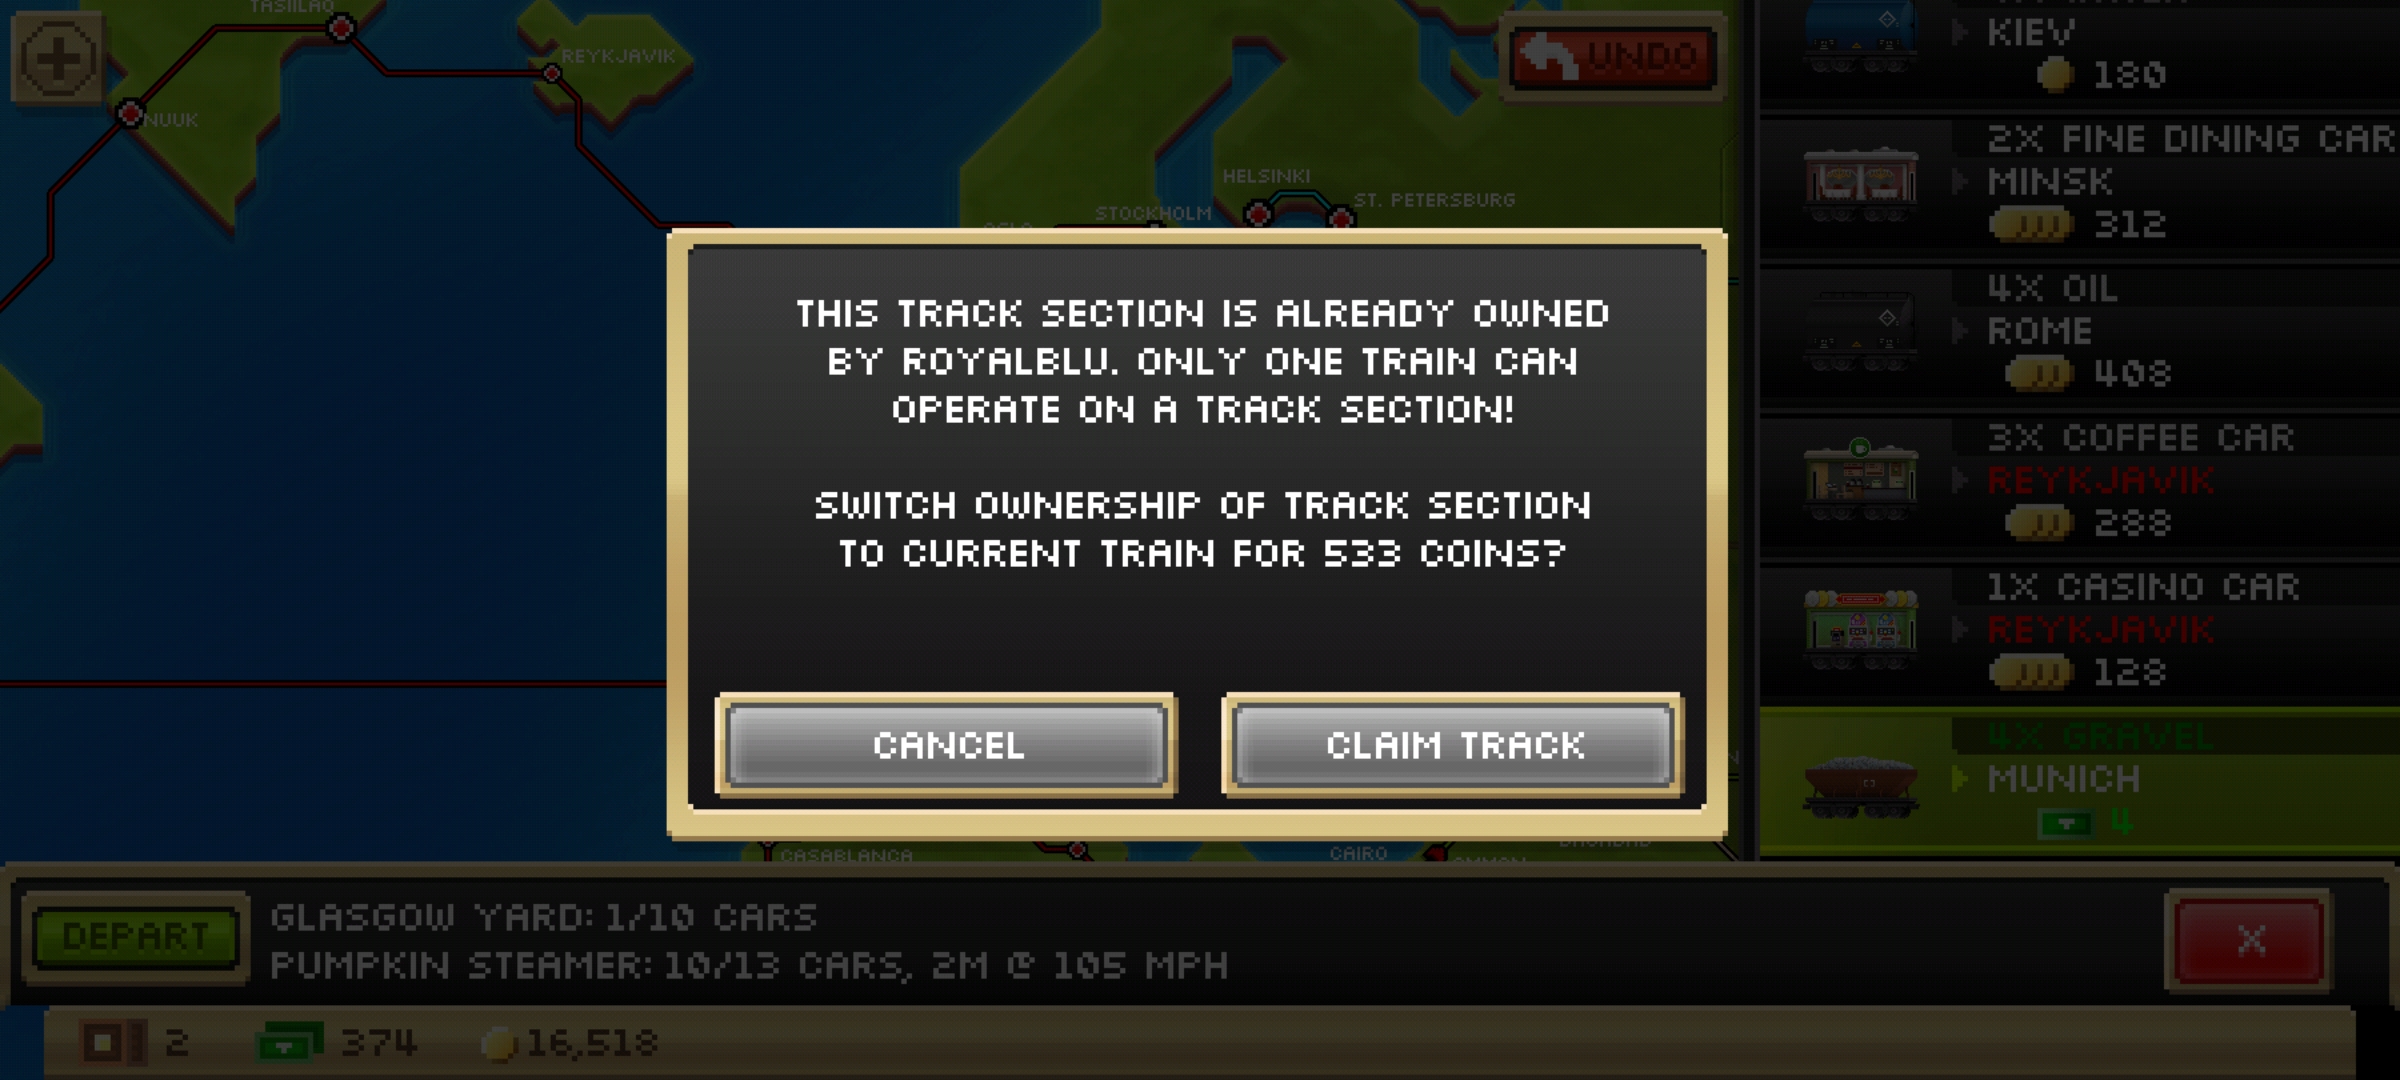 TASIILAQ
REYKJAVIK
NUUK
UNDO
HELSINKI
ST. PETERSBURG
STOCKHOLM
OSLO
KIEV
180
2X FINE DINING CAR
MINSK
312
4X OIL
ROME
408
3X COFFEE CAR
REYKJAVIK
288
1X CASINO CAR
REYKJAVIK
128
4X GRAVEL
MUNICH
4
THIS TRACK SECTION IS ALREADY OWNED
BY ROYALBLU. ONLY ONE TRAIN CAN
OPERATE ON A TRACK SECTION!
SWITCH OWNERSHIP OF TRACK SECTION
TO CURRENT TRAIN FOR 533 COINS?
CANCEL
CLAIM TRACK
CASABLANCA
CAIRO
AMMAN
BAGHDAD
DEPART
GLASGOW YARD: 1/10 CARS
PUMPKIN STEAMER: 10/13 CARS, 2M @ 105 MPH
X
2
374
16,518